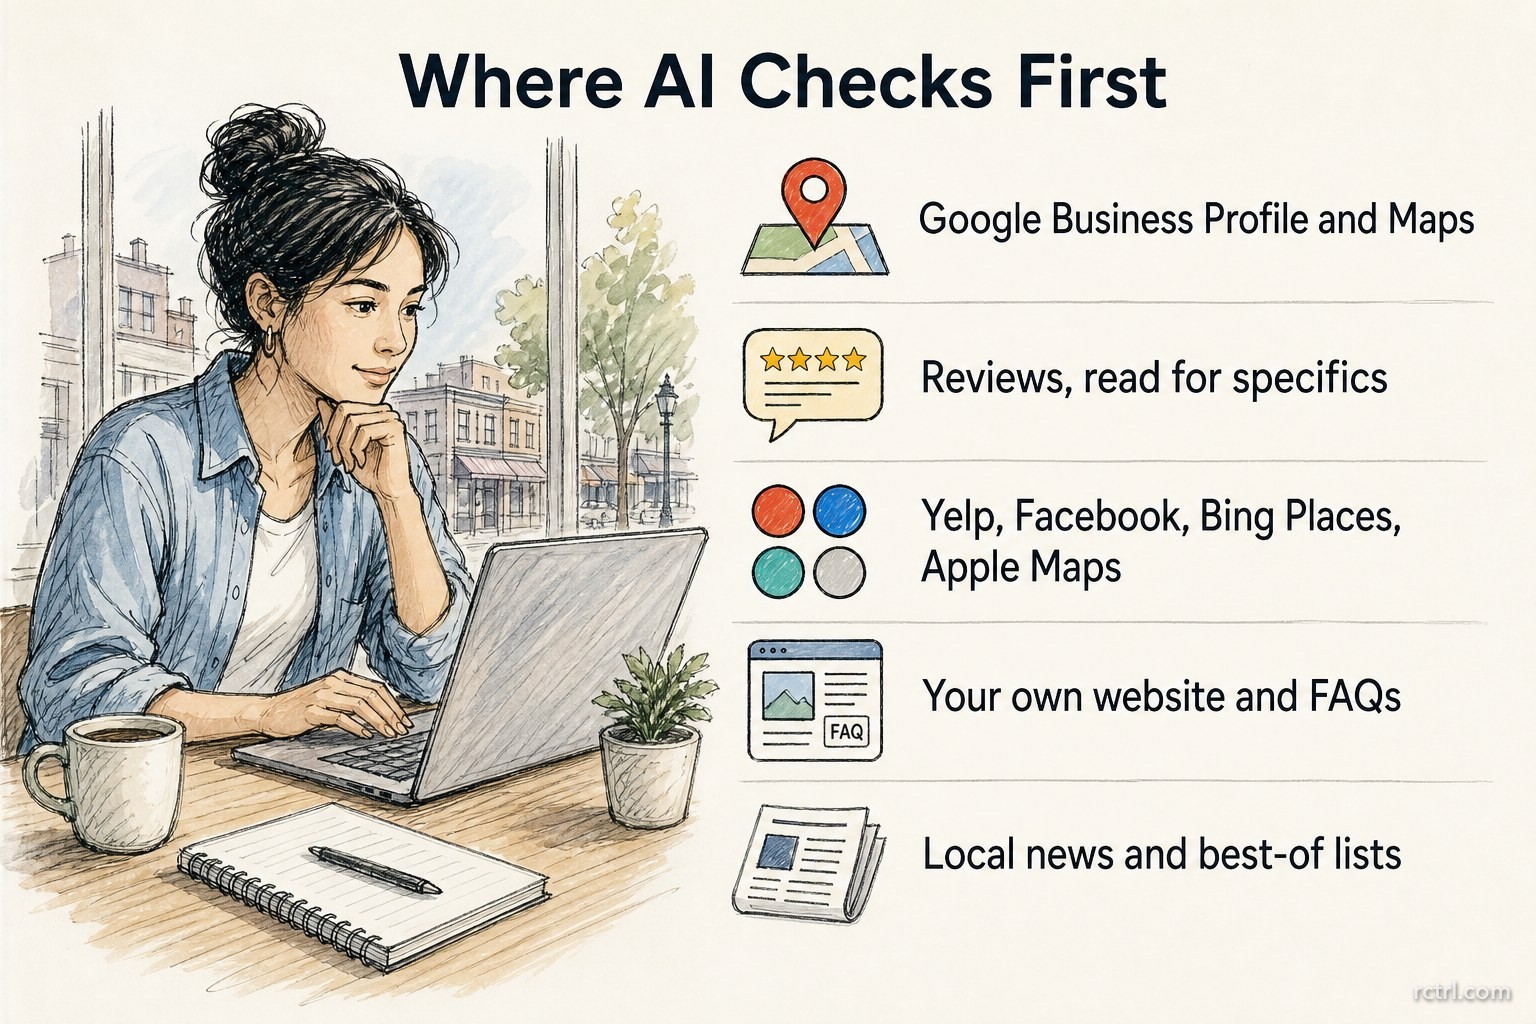 Where AI Checks First
Google Business Profile and Maps
Reviews, read for specifics
Yelp, Facebook, Bing Places,
Apple Maps
Your own website and FAQs
FAQ
Local news and best-of lists
rctrl.com